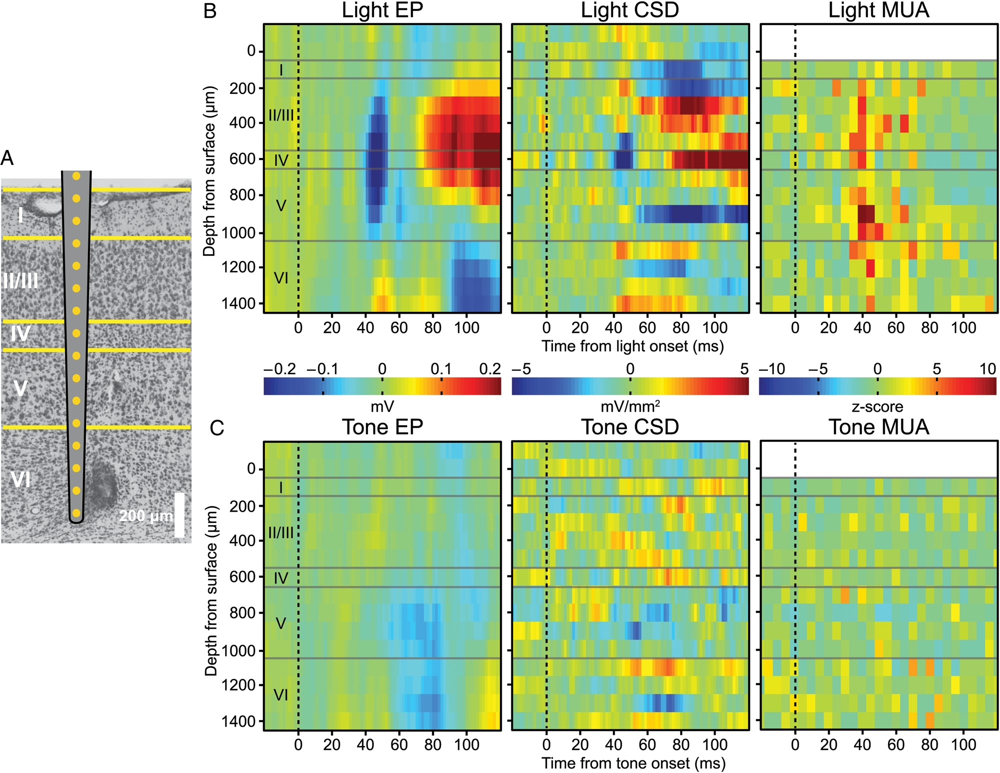 A
I
II/III
IV
V
VI
200 µm
B
Light EP
Light CSD
Light MUA
Depth from surface (µm)
0
200
400
600
800
1000
1200
1400
I
II/III
IV
V
VI
0 20 40 60 80 100
0 20 40 60 80 100
0 20 40 60 80 100
Time from light onset (ms)
–0.2 –0.1 0 0.1 0.2
mV
–5 0 5
mV/mm²
–10 –5 0 5 10
z-score
C
Tone EP
Tone CSD
Tone MUA
Depth from surface (µm)
0
200
400
600
800
1000
1200
1400
I
II/III
IV
V
VI
0 20 40 60 80 100
0 20 40 60 80 100
0 20 40 60 80 100
Time from tone onset (ms)